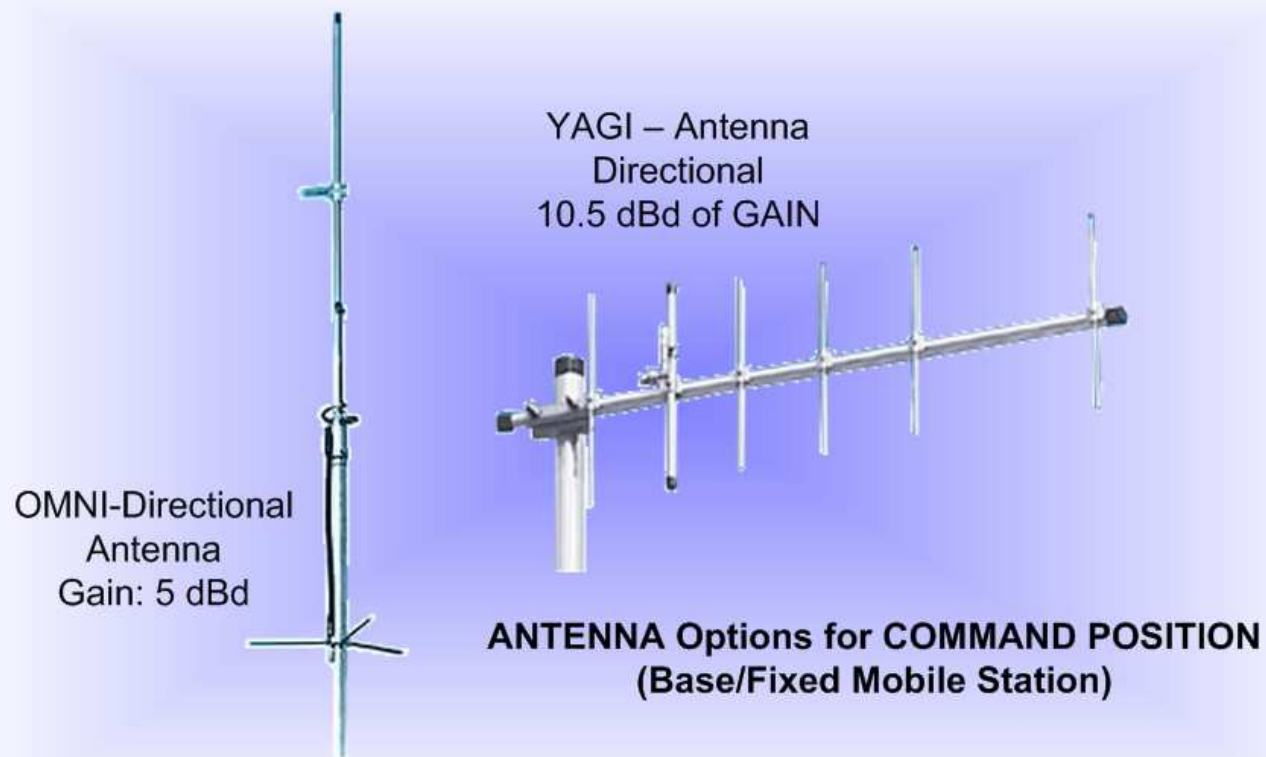 YAGI – Antenna
Directional
10.5 dBd of GAIN
OMNI-Directional
Antenna
Gain: 5 dBd
ANTENNA Options for COMMAND POSITION
(Base/Fixed Mobile Station)